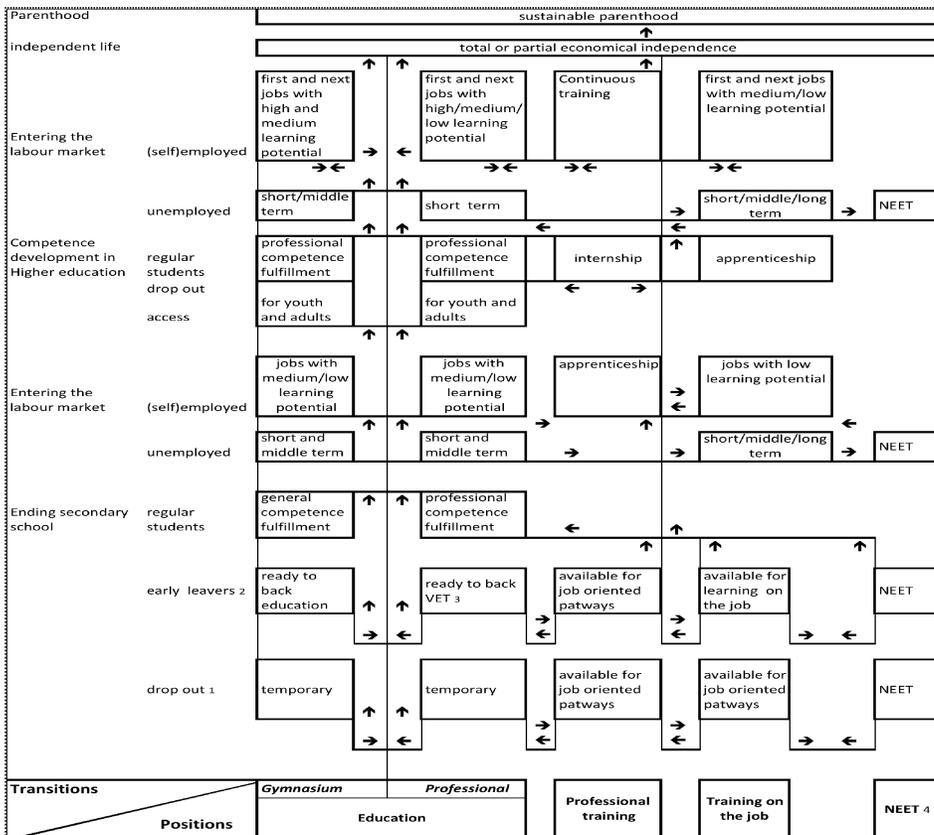 Parenthood
sustainable parenthood
independent life
total or partial economical independence
Entering the
labour market
(self)employed
first and next
jobs with
high and
medium
learning
potential
first and next
jobs with
high/medium/
low learning
potential
Continuous
training
first and next jobs
with medium/low
learning potential
unemployed
short/middle
term
short term
short/middle/long
term
NEET
Competence
development in
Higher education
regular
students
drop out
access
professional
competence
fulfillment
professional
competence
fulfillment
internship
apprenticeship
for youth
and adults
for youth and
adults
Entering the
labour market
(self)employed
jobs with
medium/low
learning
potential
jobs with
medium/low
learning
potential
apprenticeship
jobs with low
learning potential
unemployed
short and
middle term
short and
middle term
short/middle/long
term
NEET
Ending secondary
school
regular
students
general
competence
fulfillment
professional
competence
fulfillment
early leavers 2
ready to
back
education
ready to back
VET 3
available for
job oriented
patways
available for
learning on
the job
NEET
drop out 1
temporary
temporary
available for
job oriented
patways
available for
job oriented
patways
NEET
Transitions
Positions
Gymnasium
Professional
Education
Professional
training
Training on
the job
NEET 4